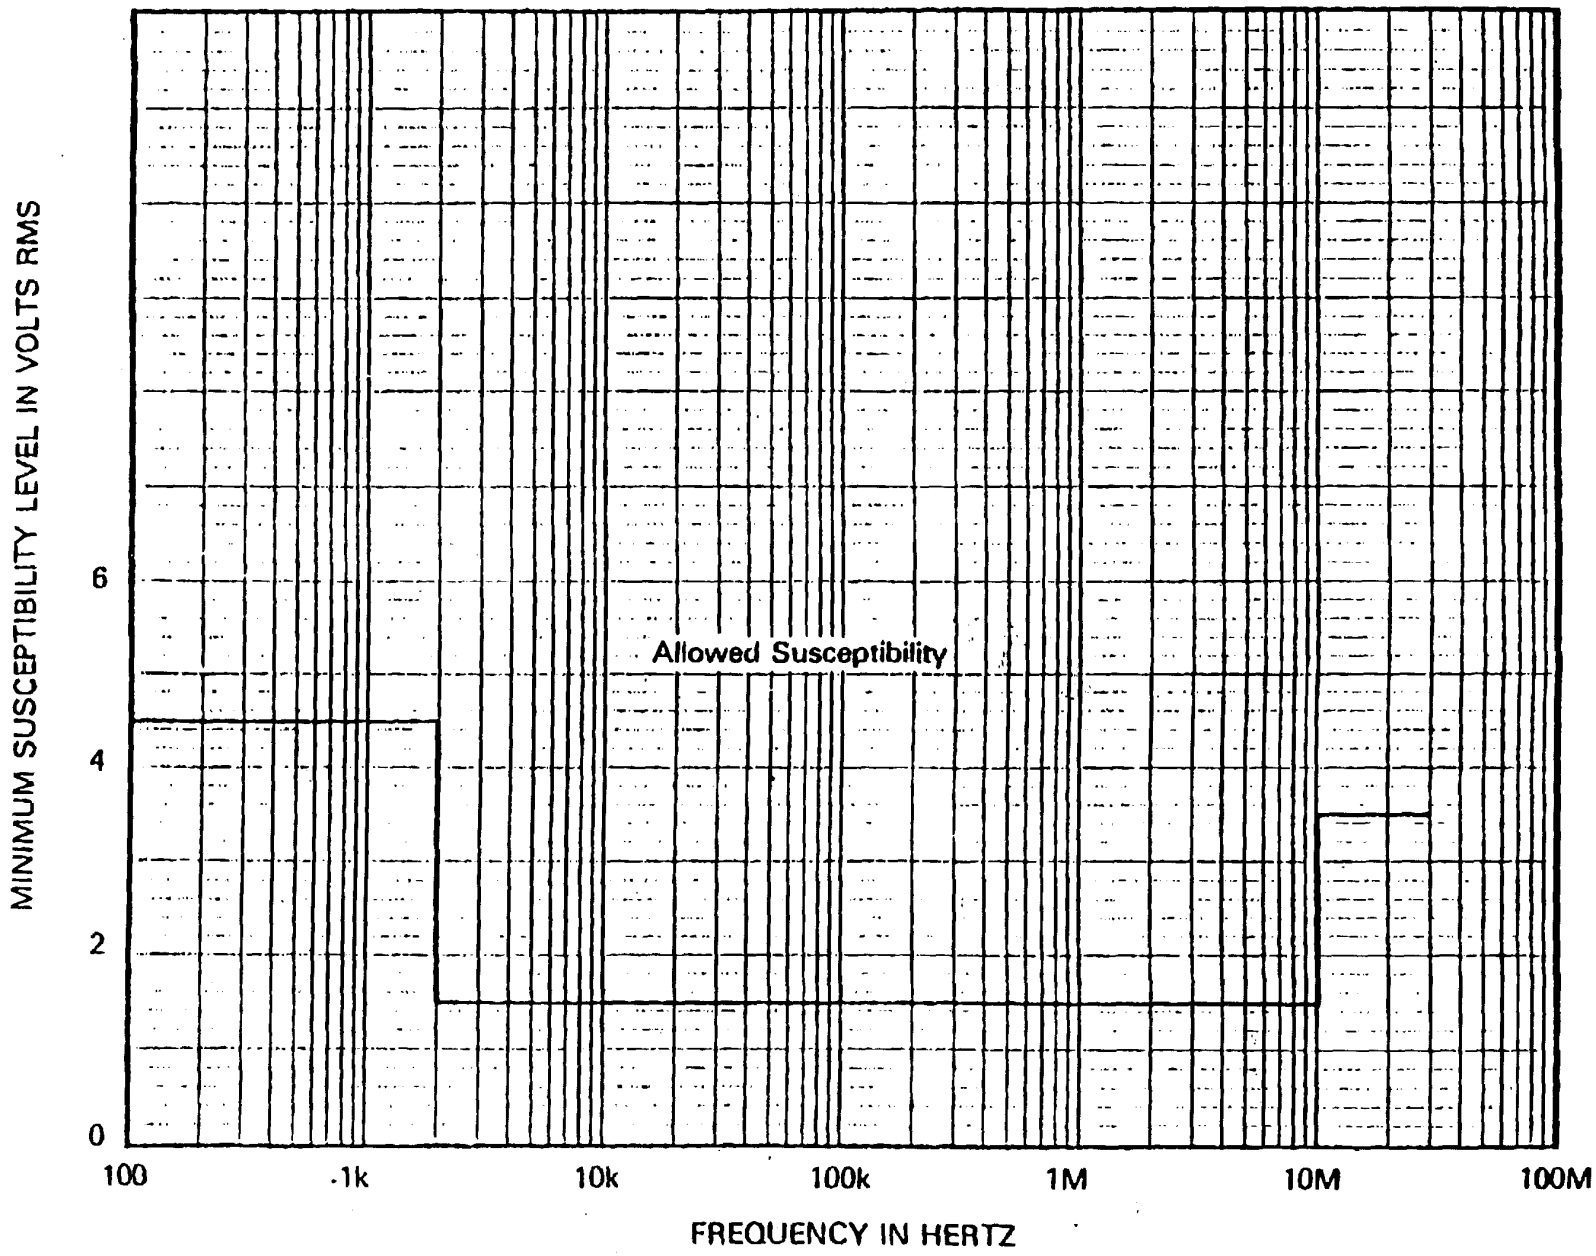 MINIMUM SUSCEPTIBILITY LEVEL IN VOLTS RMS
6
4
2
0
Allowed Susceptibility
100 .1k 10k 100k 1M 10M 100M
FREQUENCY IN HERTZ